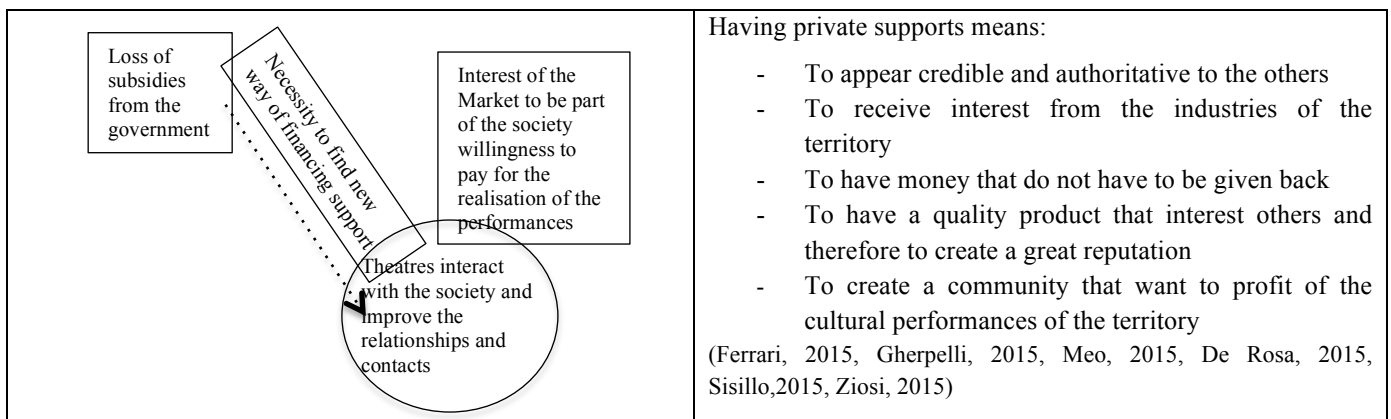 Loss of
subsidies
from the
government
Necessity to find new
way of financing support
Interest of the
Market to be part
of the society
willingness to
pay for the
realisation of the
performances
Theatres interact
with the society and
improve the
relationships and
contacts
Having private supports means:
- To appear credible and authoritative to the others
- To receive interest from the industries of the
territory
- To have money that do not have to be given back
- To have a quality product that interest others and
therefore to create a great reputation
- To create a community that want to profit of the
cultural performances of the territory
(Ferrari, 2015, Gherpelli, 2015, Meo, 2015, De Rosa, 2015,
Sisillo,2015, Ziosi, 2015)